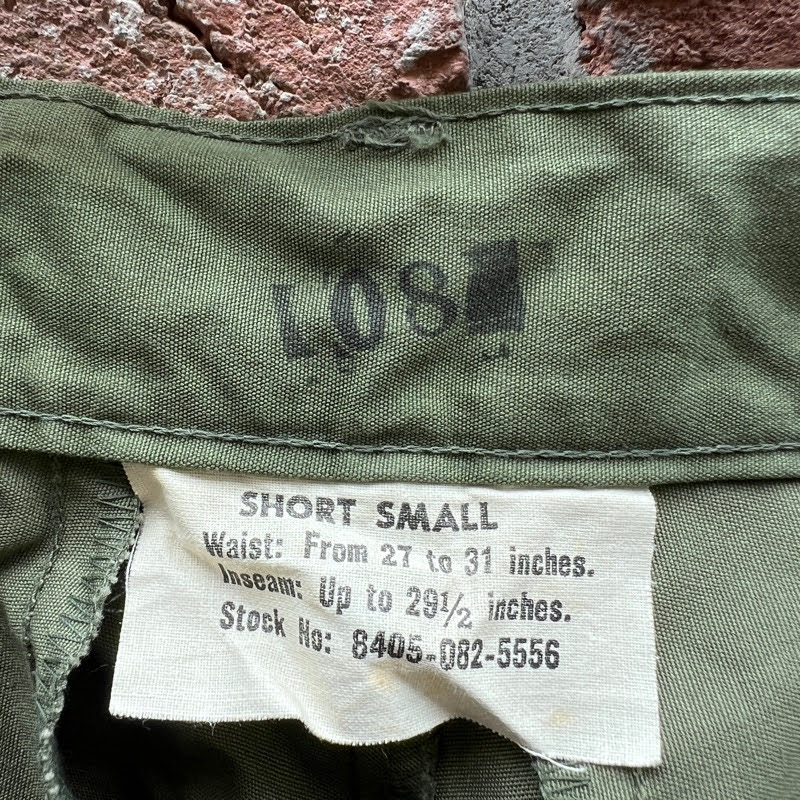 L08
SHORT SMALL
Waist: From 27 to 31 inches.
Inseam: Up to 29½ inches.
Stock No: 8405-082-5556